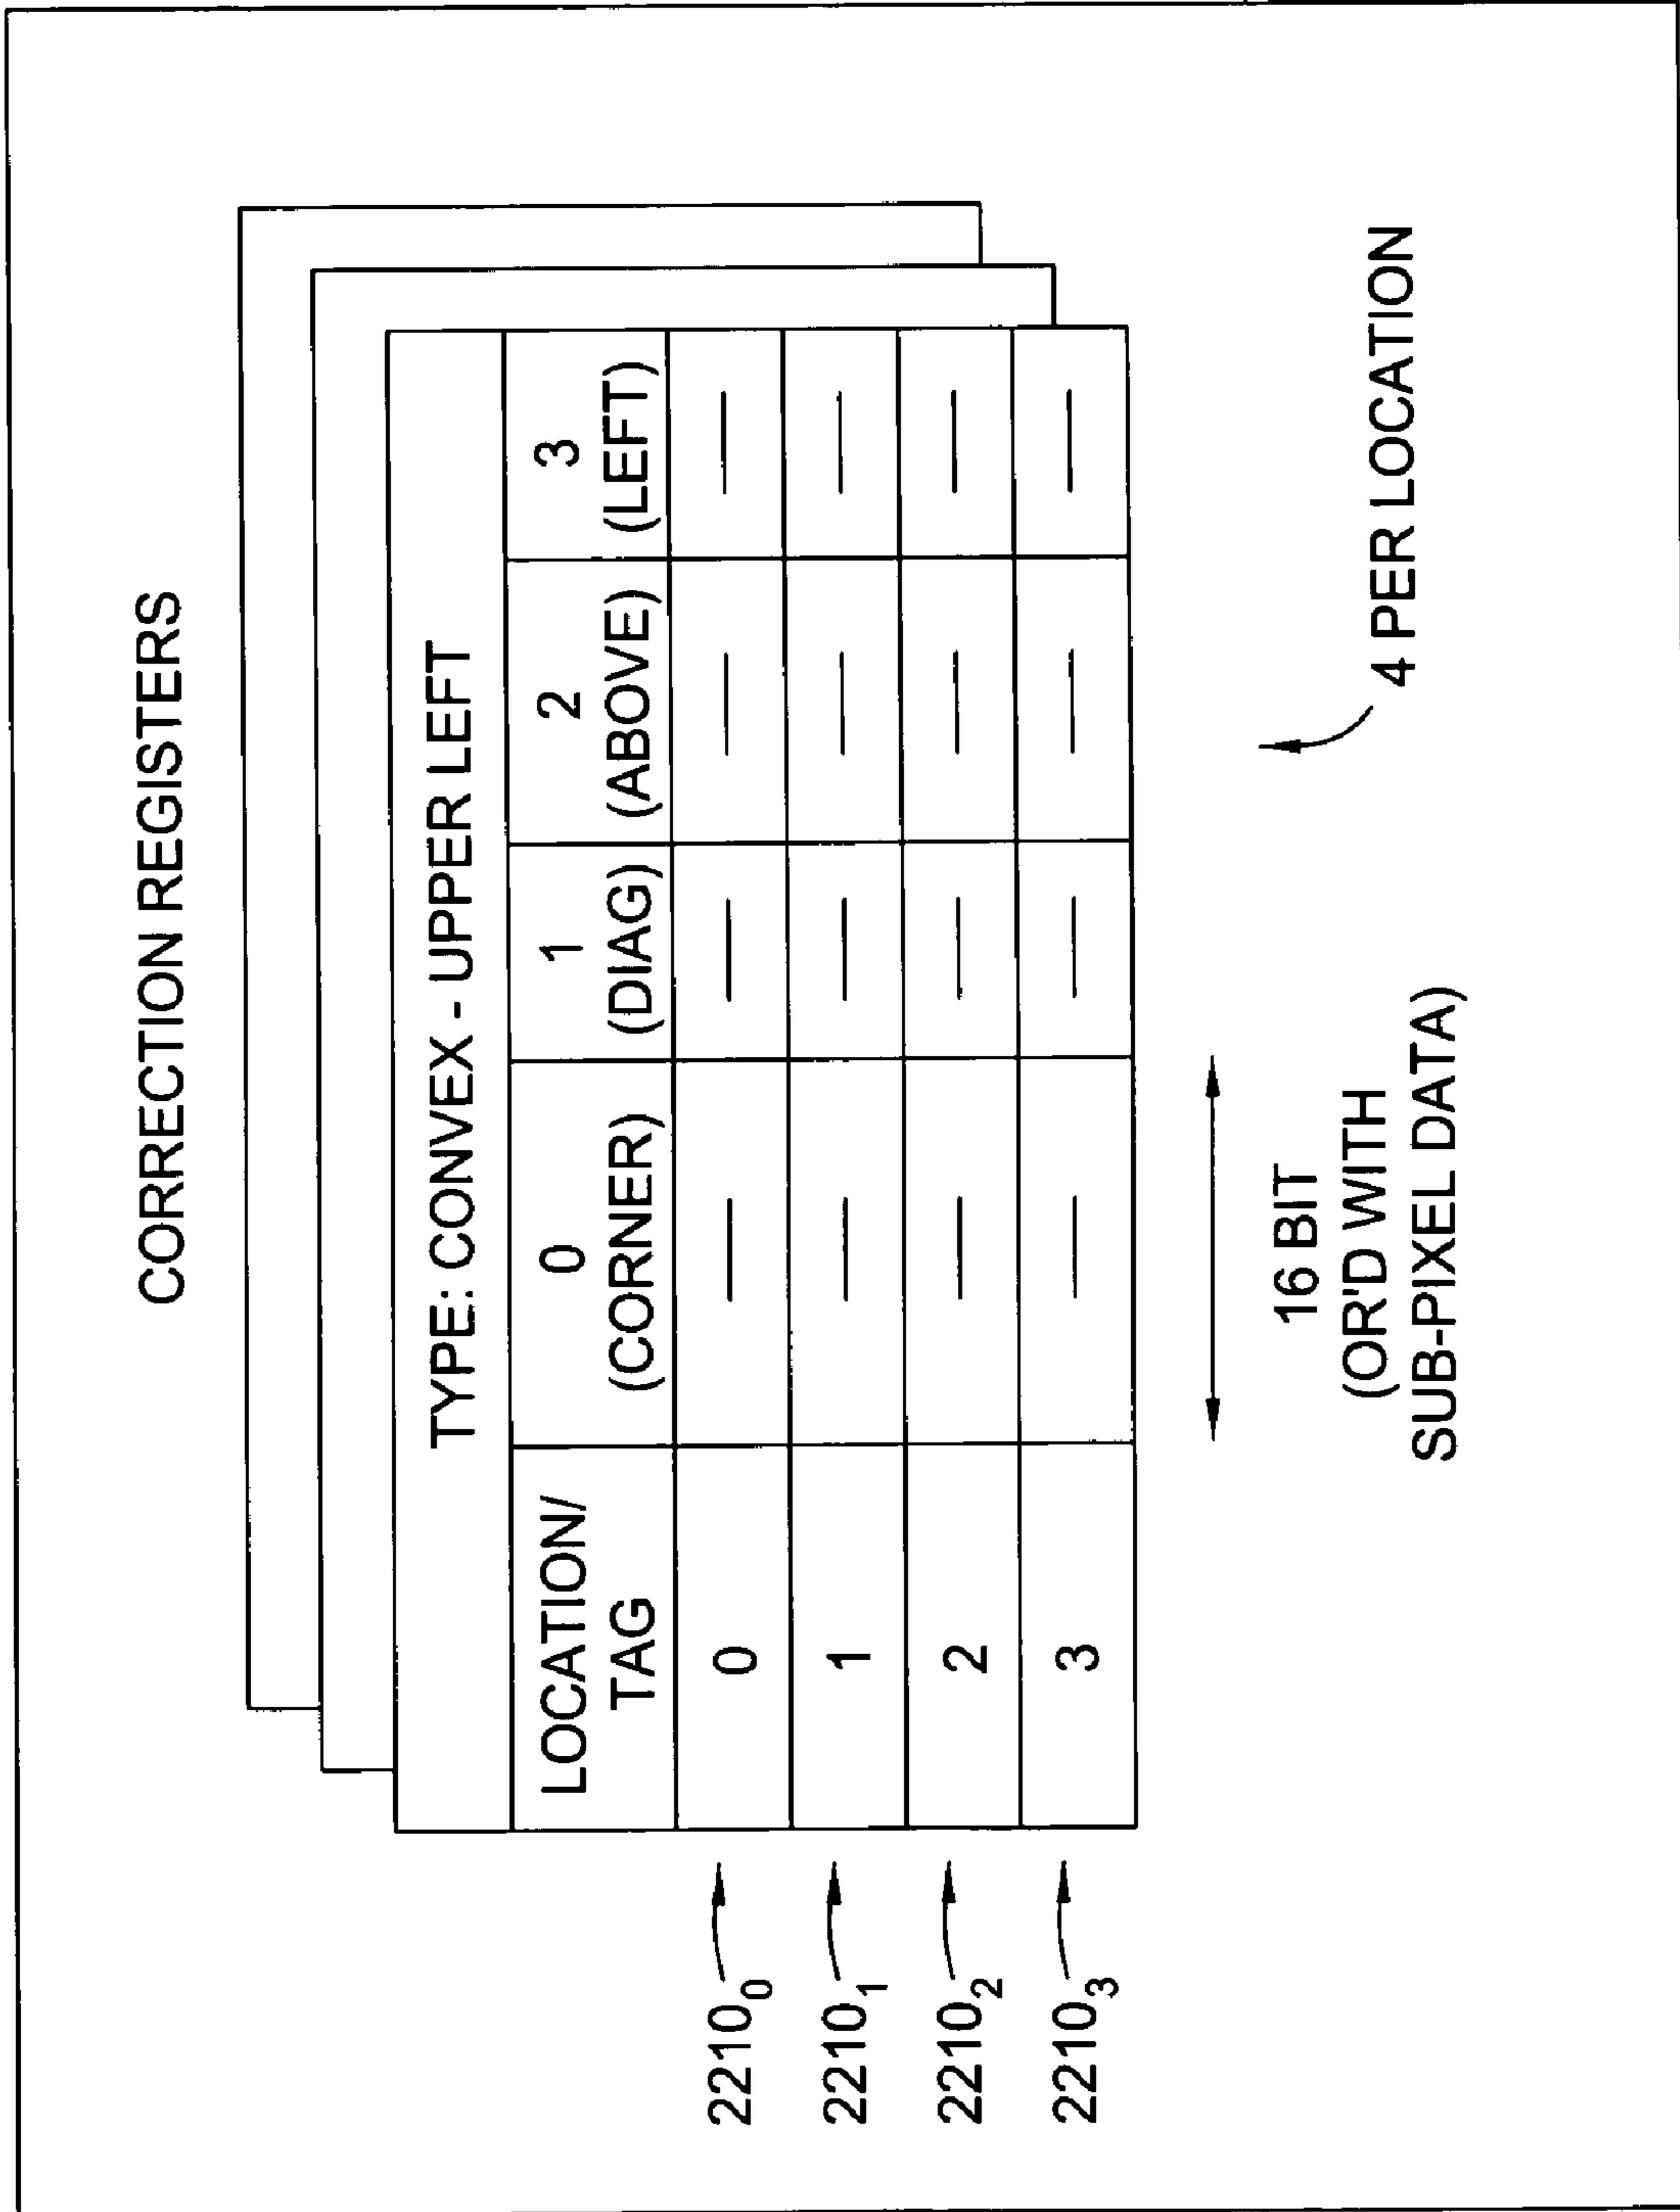 CORRECTION REGISTERS
TYPE: CONVEX - UPPER LEFT
LOCATION/
TAG
0
(CORNER)
1
(DIAG)
2
(ABOVE)
3
(LEFT)
2210₀
0
— — — —
2210₁
1
— — — —
2210₂
2
— — — —
2210₃
3
— — — —
16 BIT
(OR'D WITH
SUB-PIXEL DATA)
4 PER LOCATION